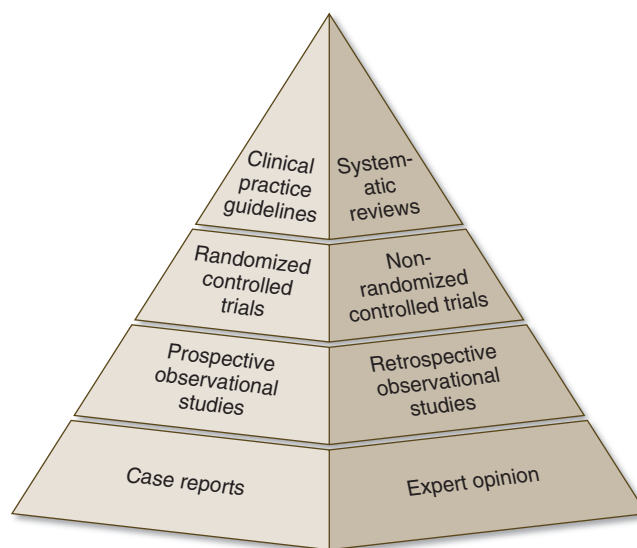 Clinical
practice
guidelines
System-
atic
reviews
Randomized
controlled
trials
Non-
randomized
controlled trials
Prospective
observational
studies
Retrospective
observational
studies
Case reports
Expert opinion